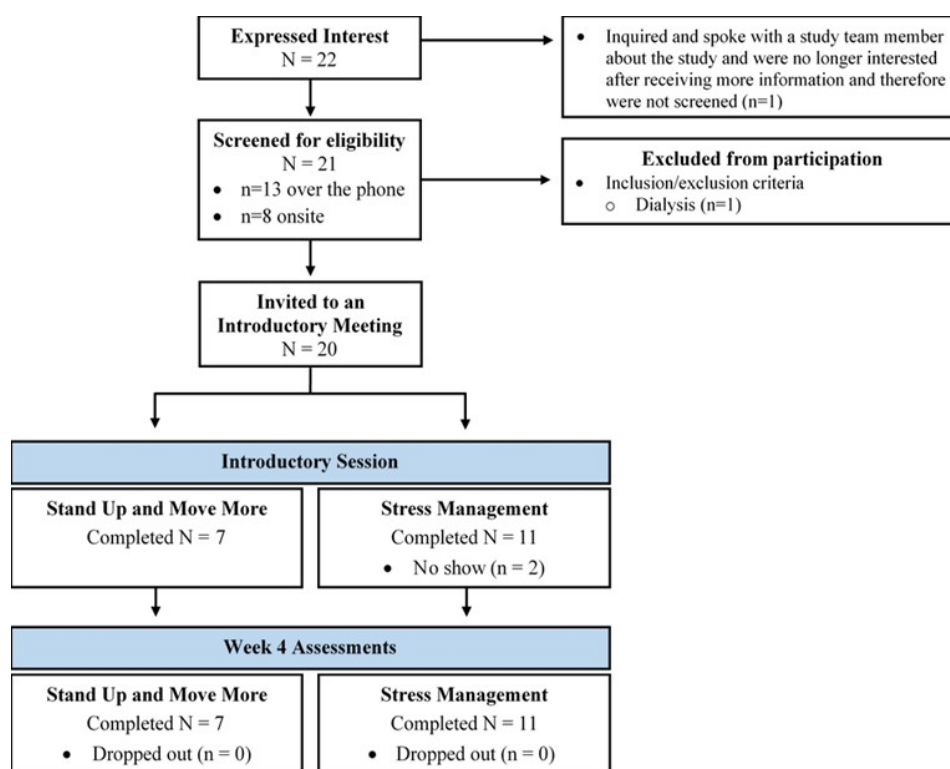 Expressed Interest
N = 22
• Inquired and spoke with a study team member
about the study and were no longer interested
after receiving more information and therefore
were not screened (n=1)
Screened for eligibility
N = 21
• n=13 over the phone
• n=8 onsite
Excluded from participation
• Inclusion/exclusion criteria
o Dialysis (n=1)
Invited to an
Introductory Meeting
N = 20
Introductory Session
Stand Up and Move More
Completed N = 7
Stress Management
Completed N = 11
• No show (n = 2)
Week 4 Assessments
Stand Up and Move More
Completed N = 7
• Dropped out (n = 0)
Stress Management
Completed N = 11
• Dropped out (n = 0)